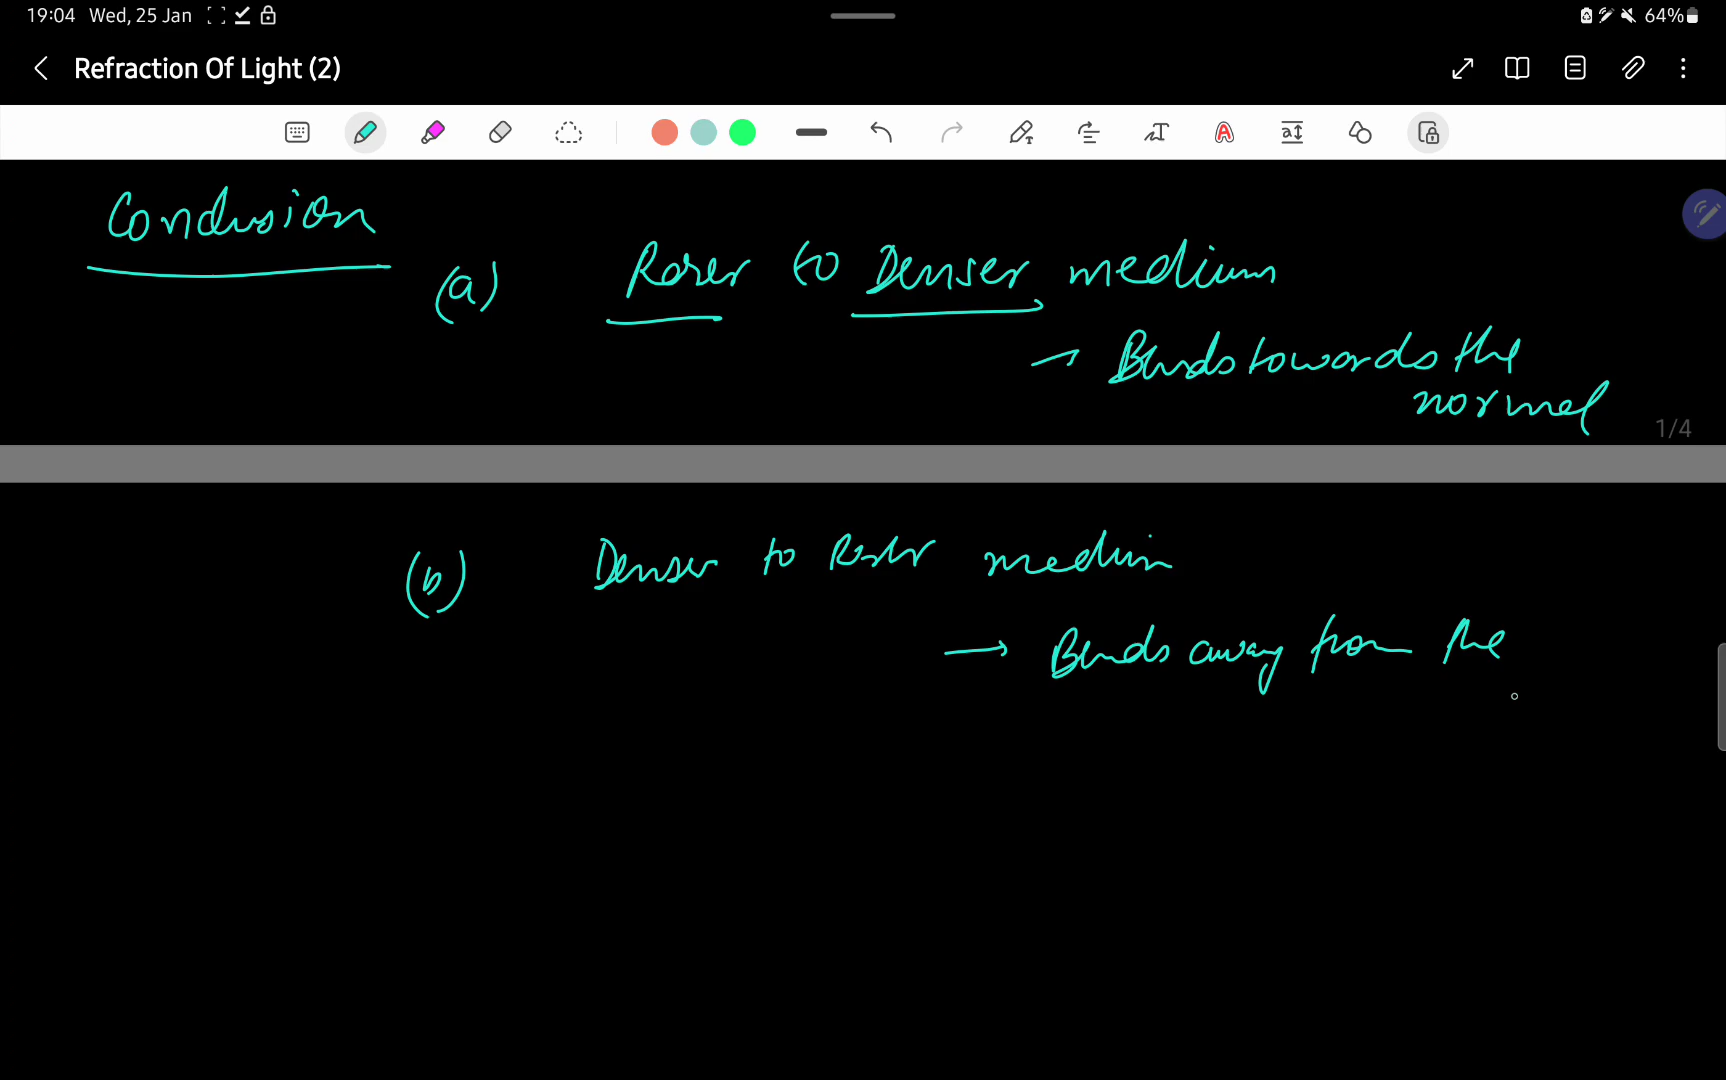 19:04 Wed, 25 Jan 64%
Refraction Of Light (2)
Conclusion
(a) Rarer to Denser medium
→ Bends towards the
normal
1/4
(b) Denser to Rarer medium
→ Bends away from the